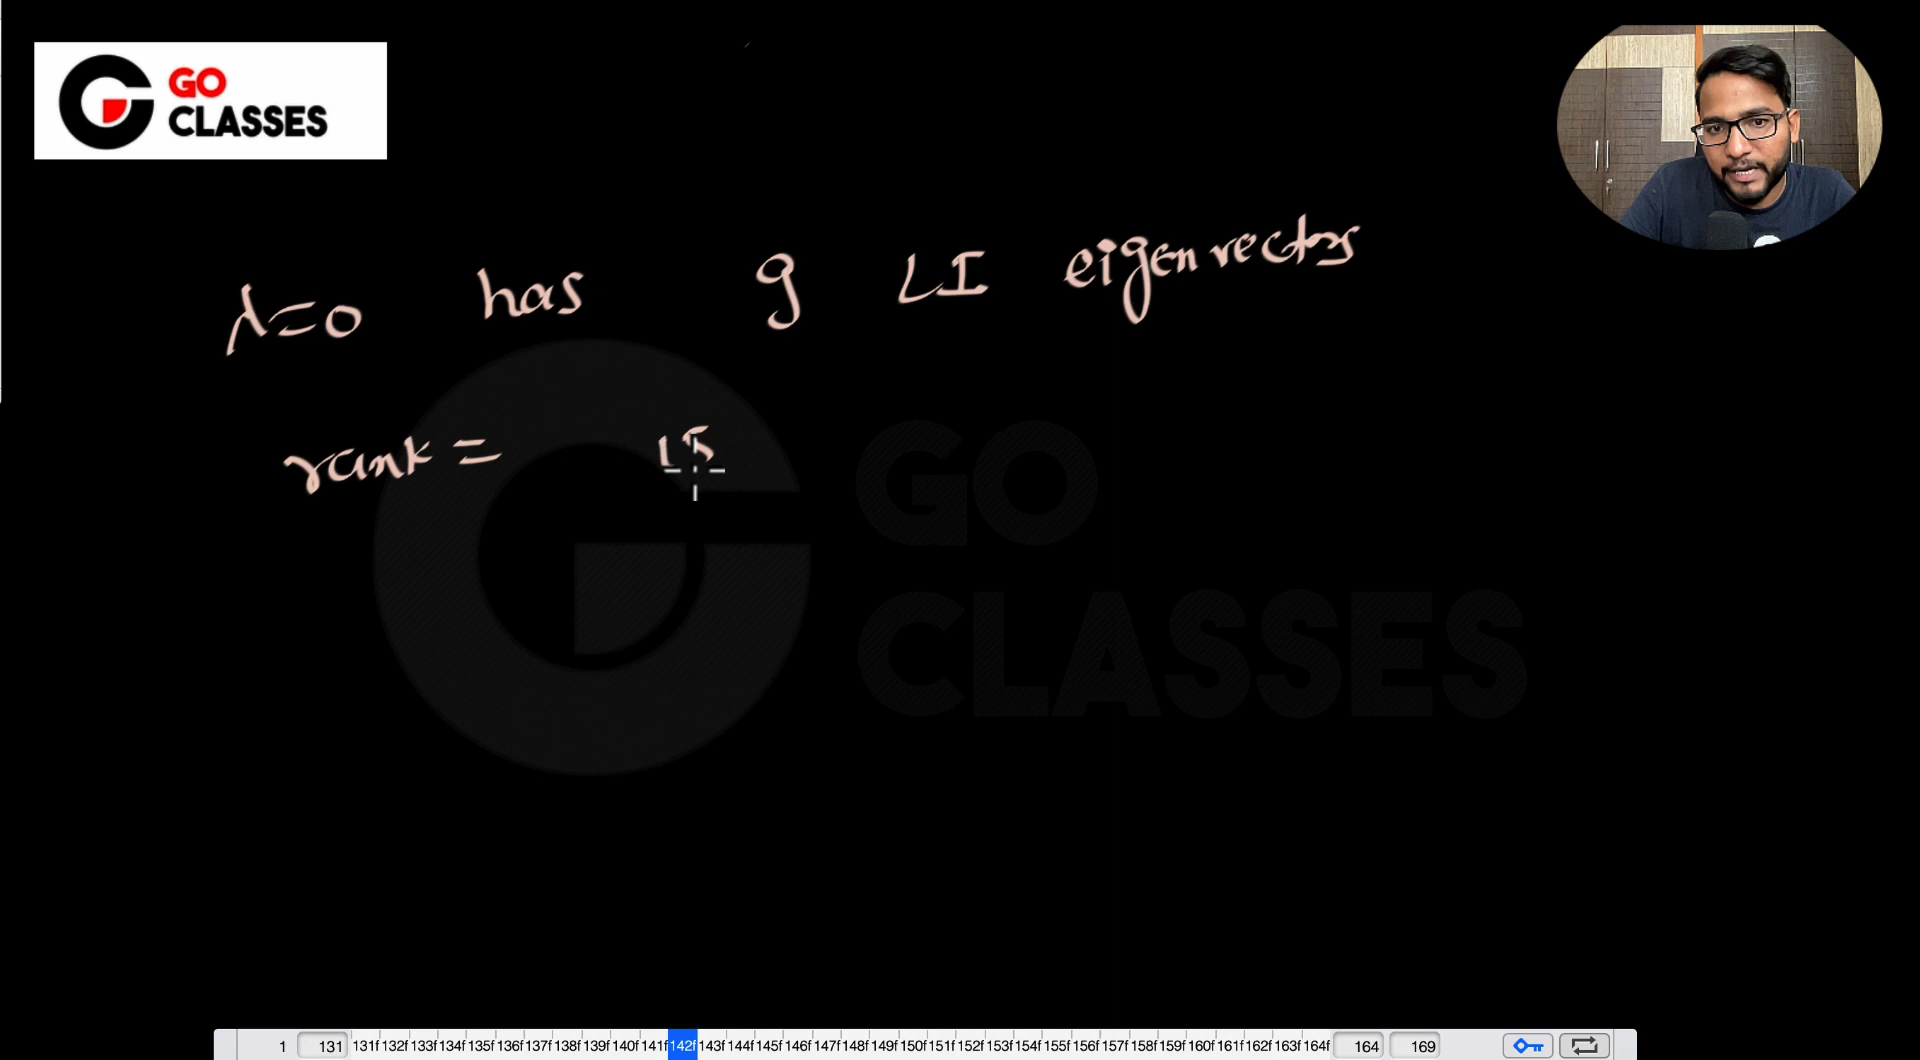 GO
CLASSES
λ=0 has 9 LI eigenvectors
rank = 15
GO
CLASSES
1 131 131f 132f 133f 134f 135f 136f 137f 138f 139f 140f 141f 142f 143f 144f 145f 146f 147f 148f 149f 150f 151f 152f 153f 154f 155f 156f 157f 158f 159f 160f 161f 162f 163f 164f 164 169